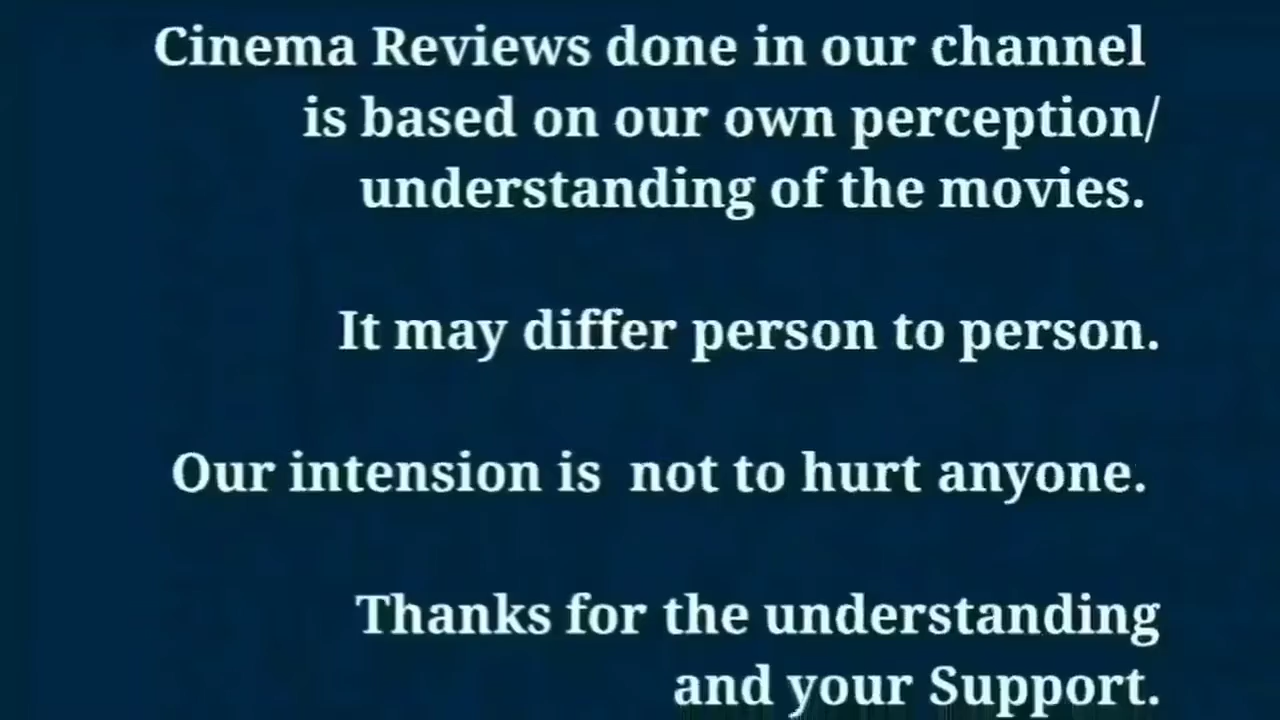 Cinema Reviews done in our channel
is based on our own perception/
understanding of the movies.
It may differ person to person.
Our intension is  not to hurt anyone.
Thanks for the understanding
and your Support.